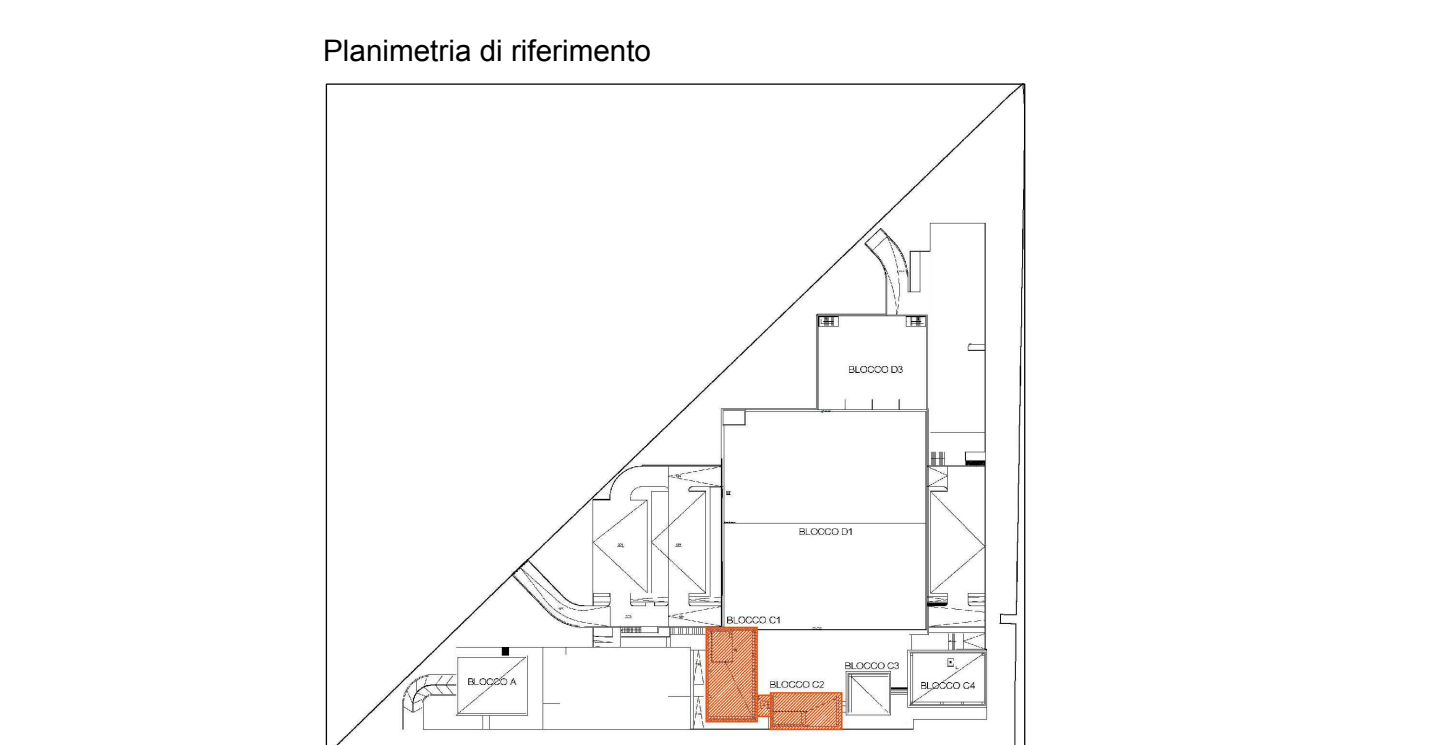 Planimetria di riferimento
BLOCCO D3
BLOCCO D1
BLOCCO C1
BLOCCO C3
BLOCCO A
BLOCCO C2
BLOCCO C4